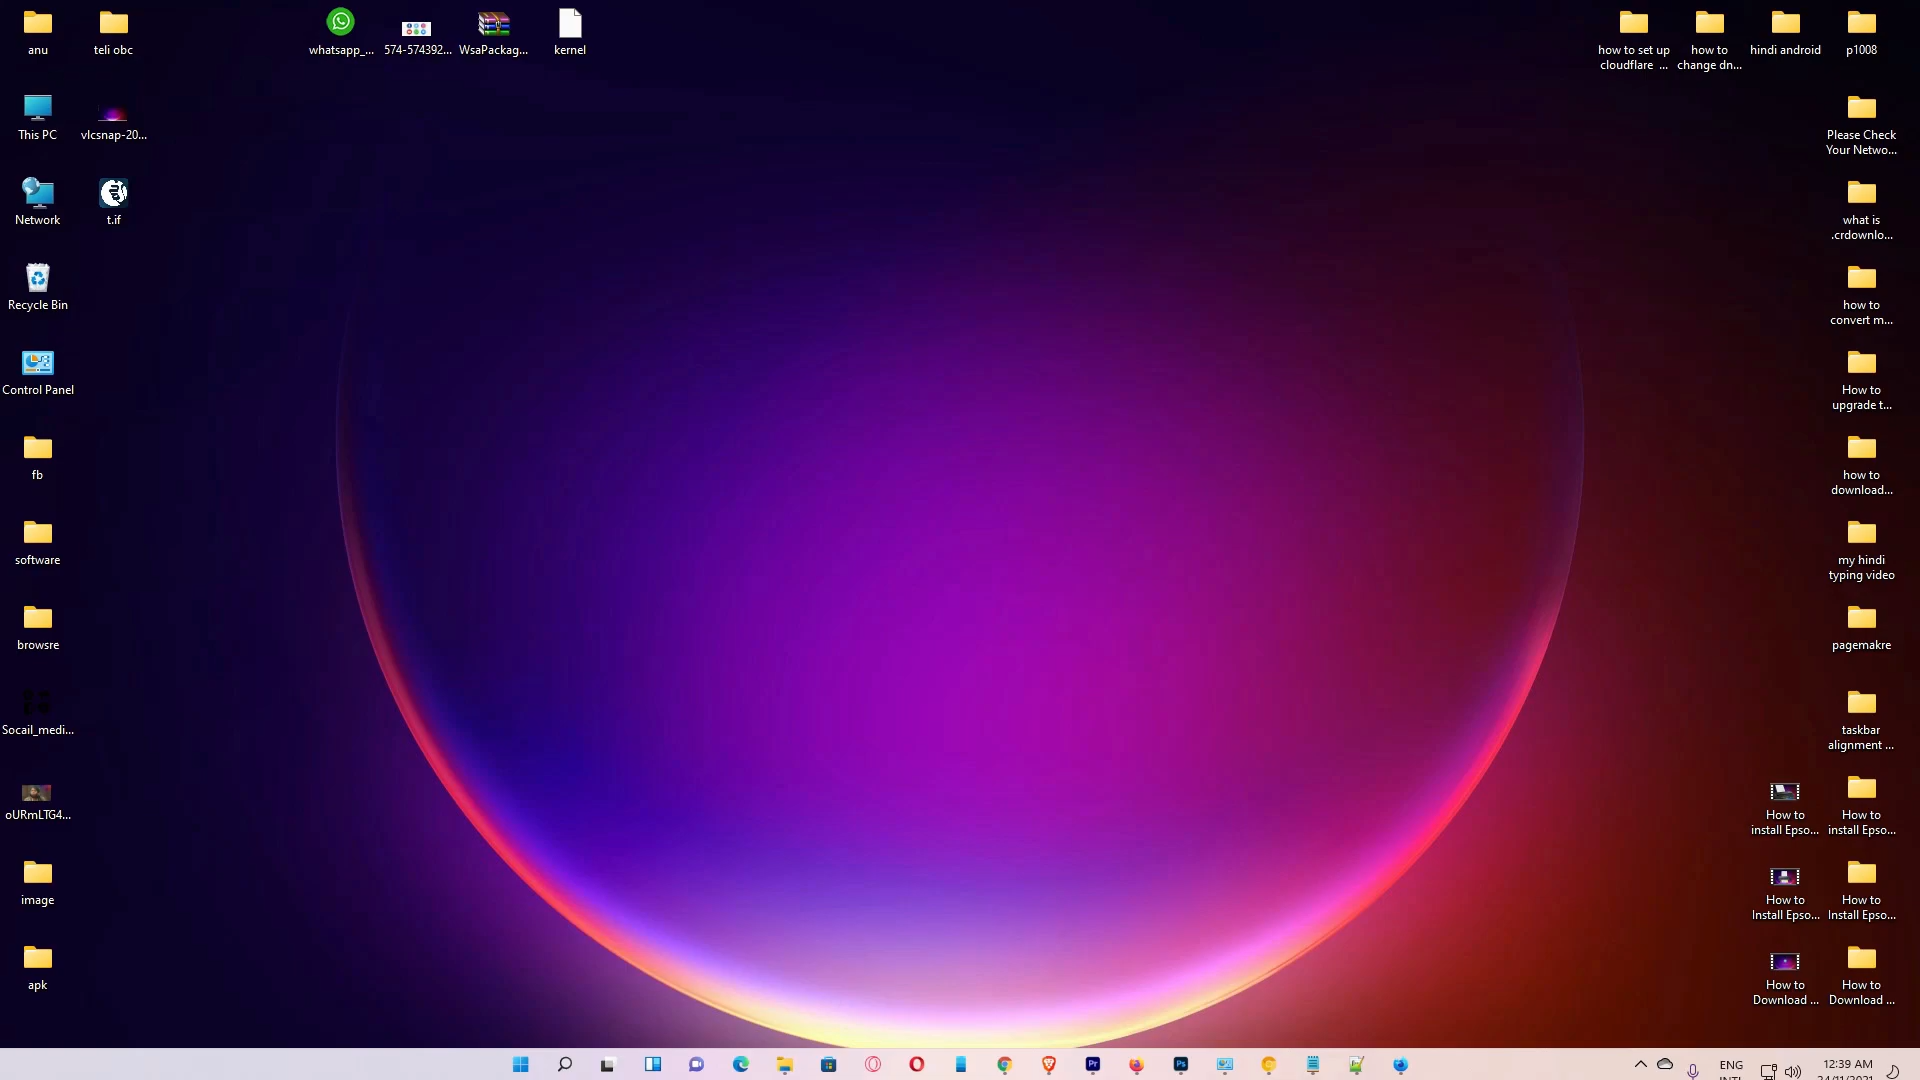 anu
teli obc
whatsapp_...
574-574392...
WsaPackag...
kernel
how to set up
cloudflare ...
how to
change dn...
hindi android
p1008
This PC
vlcsnap-20...
Please Check
Your Netwo...
Network
t.if
what is
.crdownlo...
Recycle Bin
how to
convert m...
Control Panel
How to
upgrade t...
fb
how to
download...
software
my hindi
typing video
browsre
pagemakre
Socail_medi...
taskbar
alignment ...
oURmLTG4...
How to
install Epso...
How to
install Epso...
image
How to
Install Epso...
How to
Install Epso...
apk
How to
Download ...
How to
Download ...
Pr
Ps
ENG
INTL
12:39 AM
24/11/2021